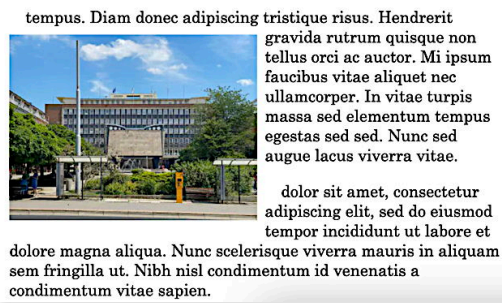 tempus. Diam donec adipiscing tristique risus. Hendrerit
gravida rutrum quisque non
tellus orci ac auctor. Mi ipsum
faucibus vitae aliquet nec
ullamcorper. In vitae turpis
massa sed elementum tempus
egestas sed sed. Nunc sed
augue lacus viverra vitae.
dolor sit amet, consectetur
adipiscing elit, sed do eiusmod
tempor incididunt ut labore et
dolore magna aliqua. Nunc scelerisque viverra mauris in aliquam
sem fringilla ut. Nibh nisl condimentum id venenatis a
condimentum vitae sapien.